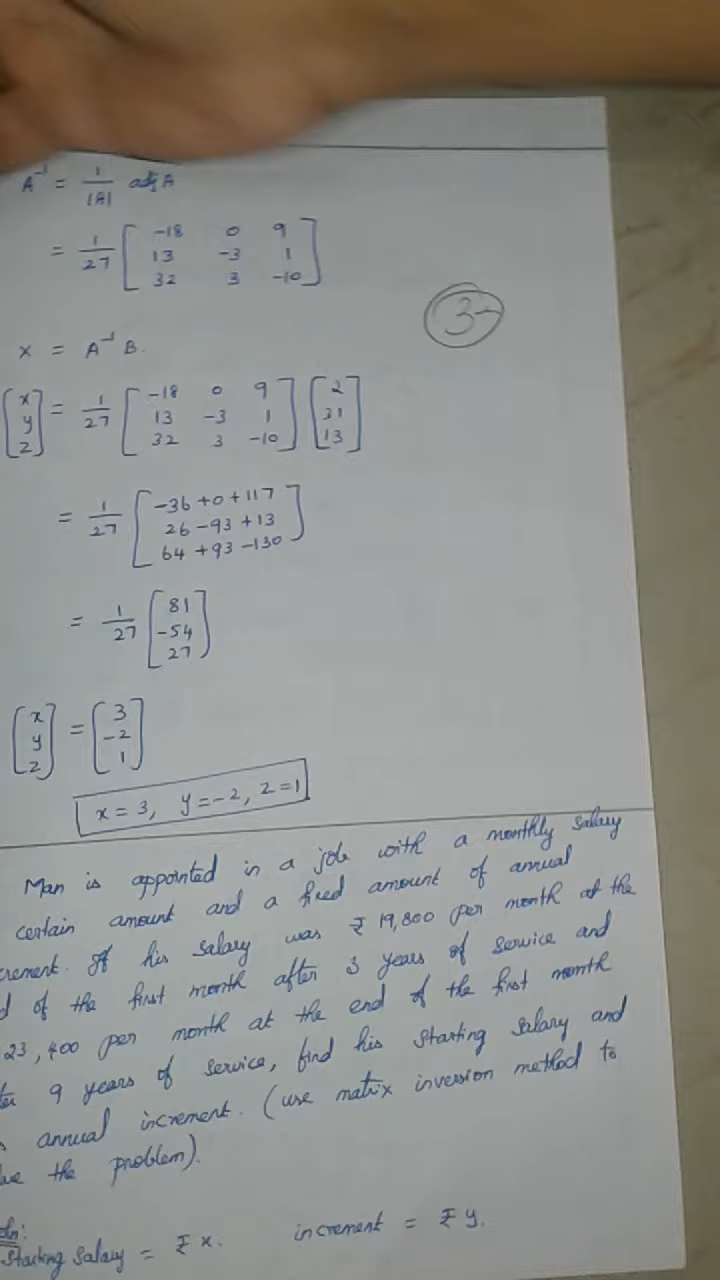 A⁻¹ = 1/|A| adj A
= 1/27 [ -18 0 9
13 -3 1
32 3 -10 ]
3
x = A⁻¹ B.
[ x y z ] = 1/27 [ -18 0 9
13 -3 1
32 3 -10 ] [ 2 31 13 ]
= 1/27 [ -36 + 0 + 117
26 - 93 + 13
64 + 93 - 130 ]
= 1/27 [ 81
-54
27 ]
[ x y z ] = [ 3 -2 1 ]
x = 3, y = -2, z = 1
Man is appointed in a job with a monthly salary
certain amount and a fixed amount of annual
crement. If his salary was ₹ 19,800 per month at the
d of the first month after 3 years of service and
23,400 per month at the end of the first month
9 years of service, find his starting salary and
annual increment. (use matrix inversion method to
the problem).
Starting Salary = ₹ x. increment = ₹ y.